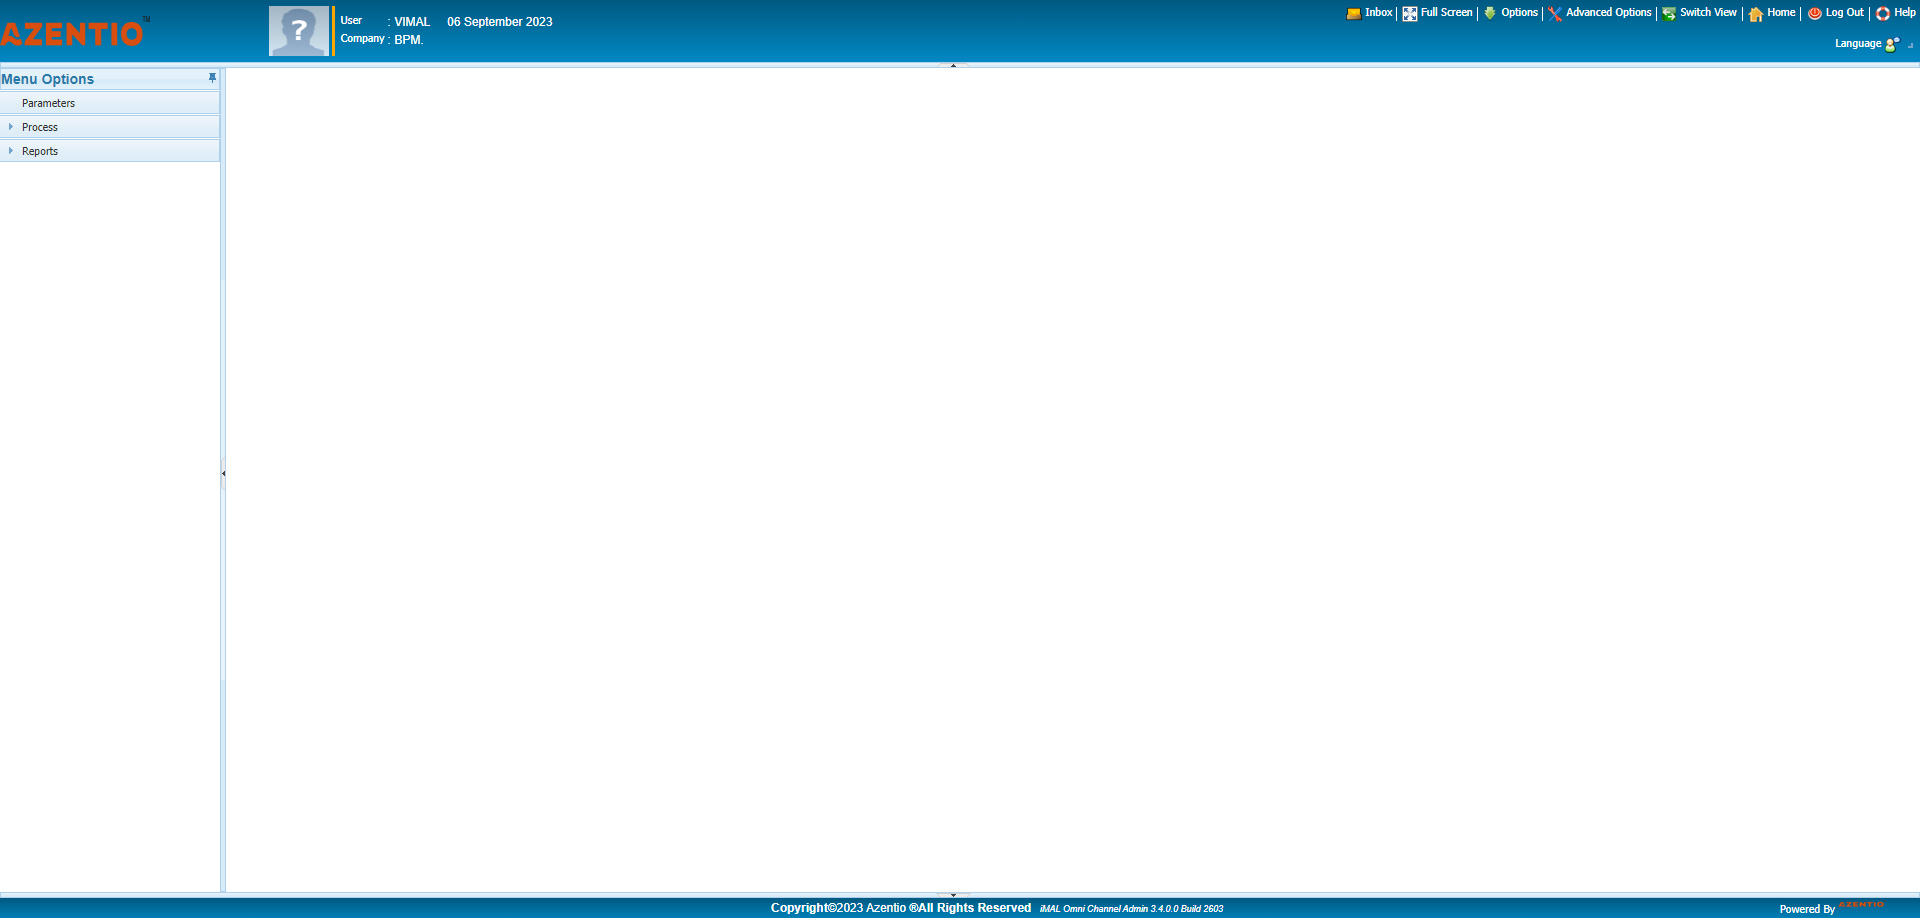 AZENTIO™
User : VIMAL 06 September 2023
Company : BPM.
Inbox Full Screen Options Advanced Options Switch View Home Log Out Help
Language
Menu Options
Parameters
Process
Reports
Copyright©2023 Azentio ®All Rights Reserved iMAL Omni Channel Admin 3.4.0.0 Build 2603
Powered By AZENTIO